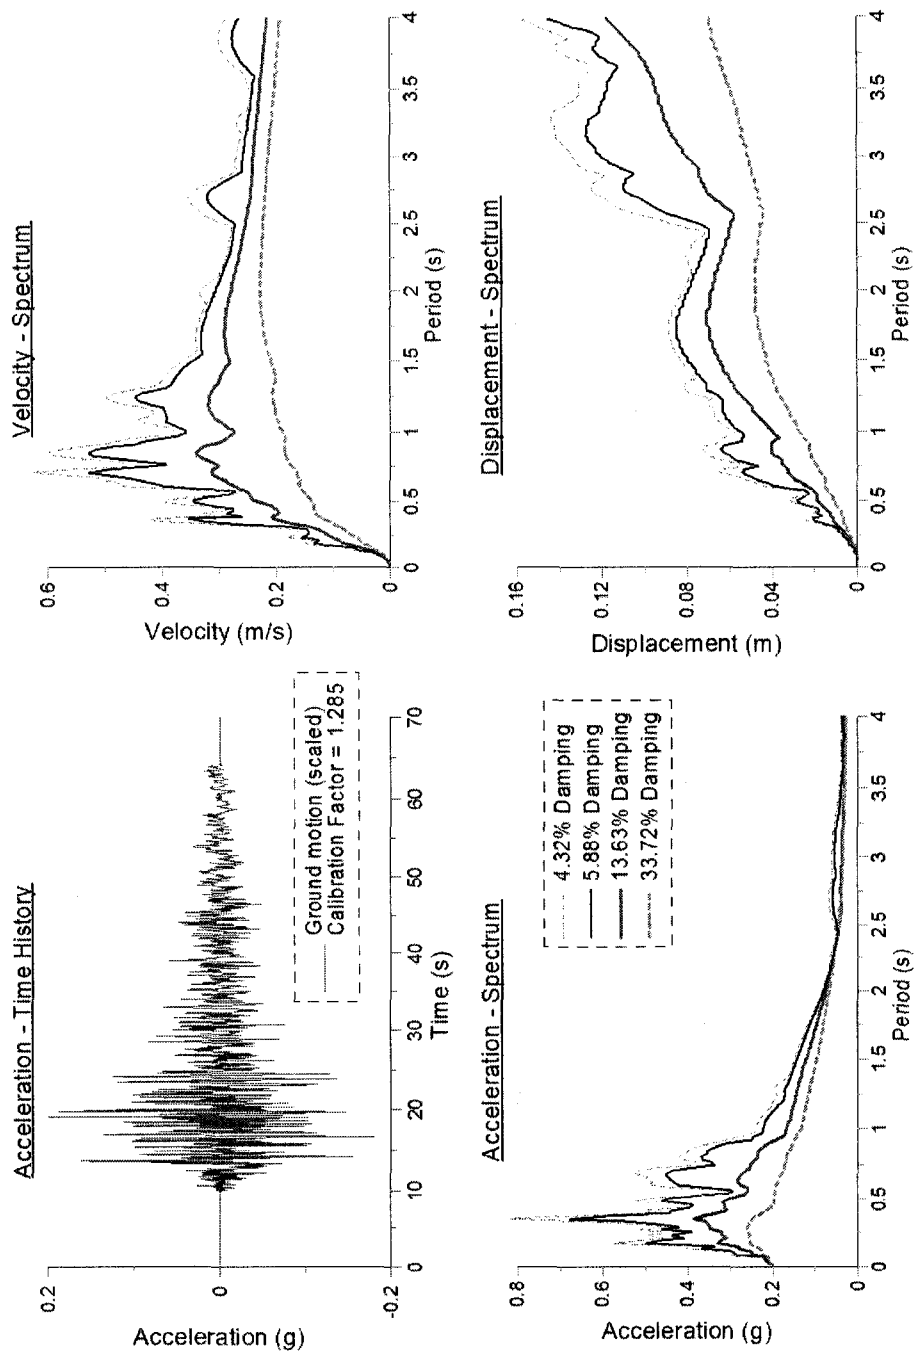 Acceleration - Time History
0.2
0
-0.2
Acceleration (g)
0
10
20
30
40
50
60
70
Time (s)
Ground motion (scaled)
Calibration Factor = 1.285
Velocity - Spectrum
0.6
0.4
0.2
0
Velocity (m/s)
0
0.5
1
1.5
2
2.5
3
3.5
4
Period (s)
Acceleration - Spectrum
0.8
0.6
0.4
0.2
0
Acceleration (g)
0
0.5
1
1.5
2
2.5
3
3.5
4
Period (s)
4.32% Damping
5.88% Damping
13.63% Damping
33.72% Damping
Displacement - Spectrum
0.16
0.12
0.08
0.04
0
Displacement (m)
0
0.5
1
1.5
2
2.5
3
3.5
4
Period (s)